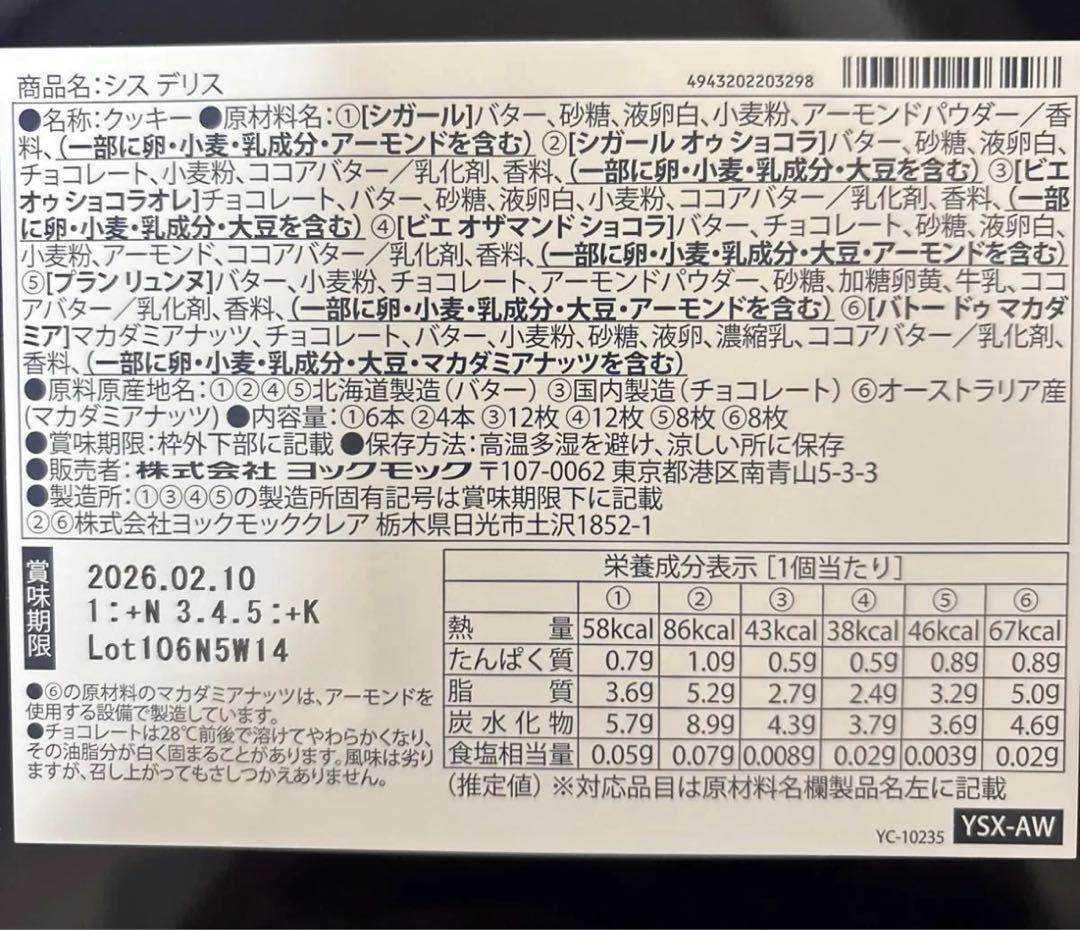 商品名:シス デリス
4943202203298
●名称:クッキー ●原材料名:①[シガール]バター、砂糖、液卵白、小麦粉、アーモンドパウダー／香
料、(一部に卵・小麦・乳成分・アーモンドを含む) ②[シガール オゥ ショコラ]バター、砂糖、液卵白、
チョコレート、小麦粉、ココアバター／乳化剤、香料、(一部に卵・小麦・乳成分・大豆を含む) ③[ビエ
オゥ ショコラオレ]チョコレート、バター、砂糖、液卵白、小麦粉、ココアバター／乳化剤、香料、(一部
に卵・小麦・乳成分・大豆を含む) ④[ビエ オザマンド ショコラ]バター、チョコレート、砂糖、液卵白、
小麦粉、アーモンド、ココアバター／乳化剤、香料、(一部に卵・小麦・乳成分・大豆・アーモンドを含む)
⑤[プラン リュンヌ]バター、小麦粉、チョコレート、アーモンドパウダー、砂糖、加糖卵黄、牛乳、ココ
アバター／乳化剤、香料、(一部に卵・小麦・乳成分・大豆・アーモンドを含む) ⑥[バトー ドゥ マカダ
ミア]マカダミアナッツ、チョコレート、バター、小麦粉、砂糖、液卵、濃縮乳、ココアバター／乳化剤、
香料、(一部に卵・小麦・乳成分・大豆・マカダミアナッツを含む)
●原料原産地名:①②④⑤北海道製造(バター) ③国内製造(チョコレート) ⑥オーストラリア産
(マカダミアナッツ) ●内容量:①6本 ②4本 ③12枚 ④12枚 ⑤8枚 ⑥8枚
●賞味期限:枠外下部に記載 ●保存方法:高温多湿を避け、涼しい所に保存
●販売者:株式会社 ヨックモック 〒107-0062 東京都港区南青山5-3-3
●製造所:①③④⑤の製造所固有記号は賞味期限下に記載
②⑥株式会社ヨックモッククレア 栃木県日光市土沢1852-1
賞味期限
2026.02.10
1:+N 3.4.5:+K
Lot106N5W14
●⑥の原材料のマカダミアナッツは、アーモンドを
使用する設備で製造しています。
●チョコレートは28℃前後で溶けてやわらかくなり、
その油脂分が白く固まることがあります。風味は劣り
ますが、召し上がってもさしつかえありません。
栄養成分表示 [1個当たり]
① ② ③ ④ ⑤ ⑥
熱量 58kcal 86kcal 43kcal 38kcal 46kcal 67kcal
たんぱく質 0.7g 1.0g 0.5g 0.5g 0.8g 0.8g
脂質 3.6g 5.2g 2.7g 2.4g 3.2g 5.0g
炭水化物 5.7g 8.9g 4.3g 3.7g 3.6g 4.6g
食塩相当量 0.05g 0.07g 0.008g 0.02g 0.003g 0.02g
(推定値) ※対応品目は原材料名欄製品名左に記載
YC-10235 YSX-AW